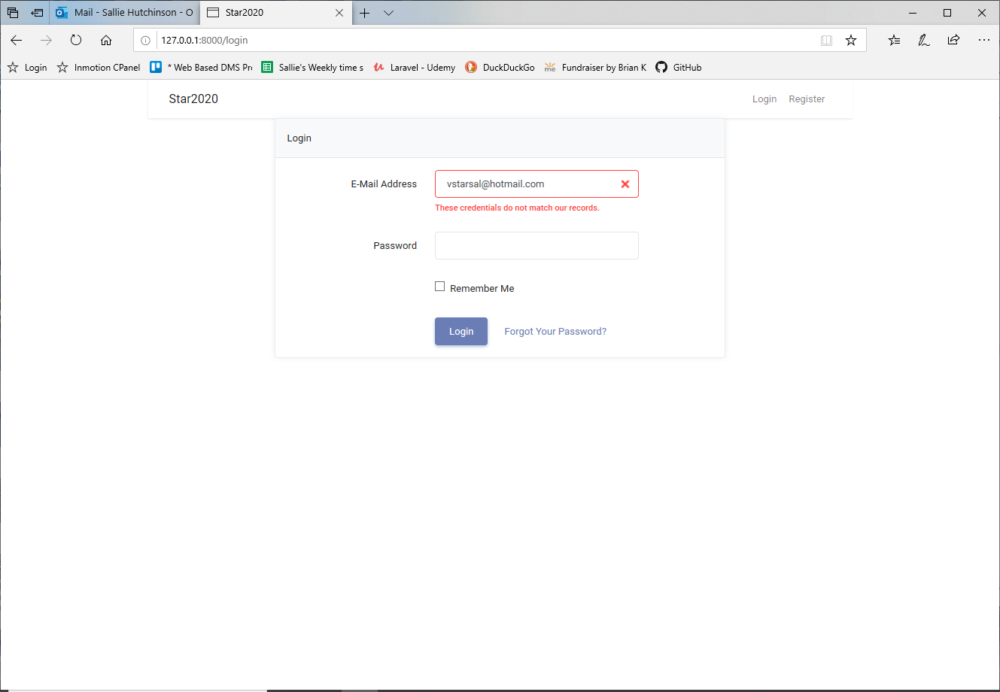 Mail - Sallie Hutchinson - O
Star2020
127.0.0.1:8000/login
Login
Inmotion CPanel
* Web Based DMS Pr
Sallie's Weekly time s
Laravel - Udemy
DuckDuckGo
me
Fundraiser by Brian K
GitHub
Star2020
Login
Register
Login
E-Mail Address
vstarsal@hotmail.com
These credentials do not match our records.
Password
Remember Me
Login
Forgot Your Password?